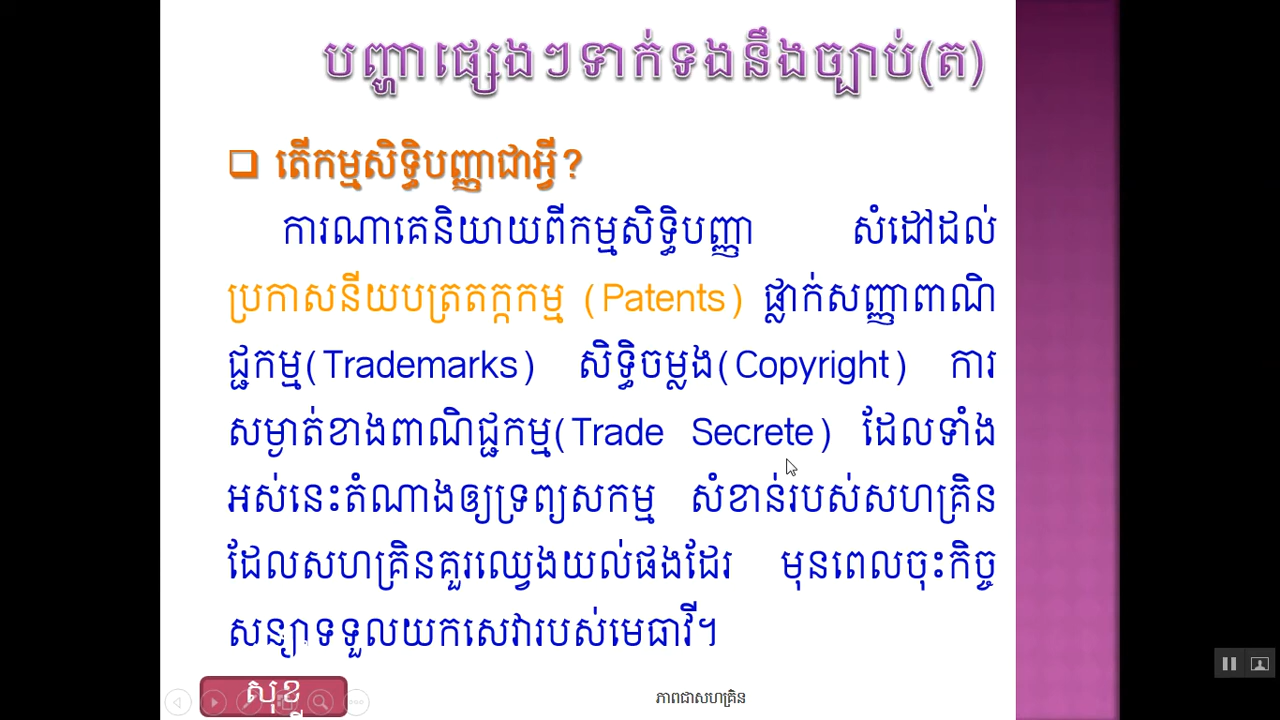 បញ្ហាផ្សេងៗទាក់ទងនឹងច្បាប់(ត)
តើកម្មសិទ្ធិបញ្ញាជាអ្វី?
ការណាគេនិយាយពីកម្មសិទ្ធិបញ្ញា សំដៅដល់
ប្រកាសនីយបត្រតក្កកម្ម (Patents) ផ្លាក់សញ្ញាពាណិ
ជ្ជកម្ម(Trademarks) សិទ្ធិចម្លង(Copyright) ការ
សម្ងាត់ខាងពាណិជ្ជកម្ម(Trade Secrete) ដែលទាំង
អស់នេះតំណាងឲ្យទ្រព្យសកម្ម សំខាន់របស់សហគ្រិន
ដែលសហគ្រិនគួរឈ្វេងយល់ផងដែរ មុនពេលចុះកិច្ច
សន្យាទទួលយកសេវារបស់មេធាវី។
សុខ
ភាពជាសហគ្រិន